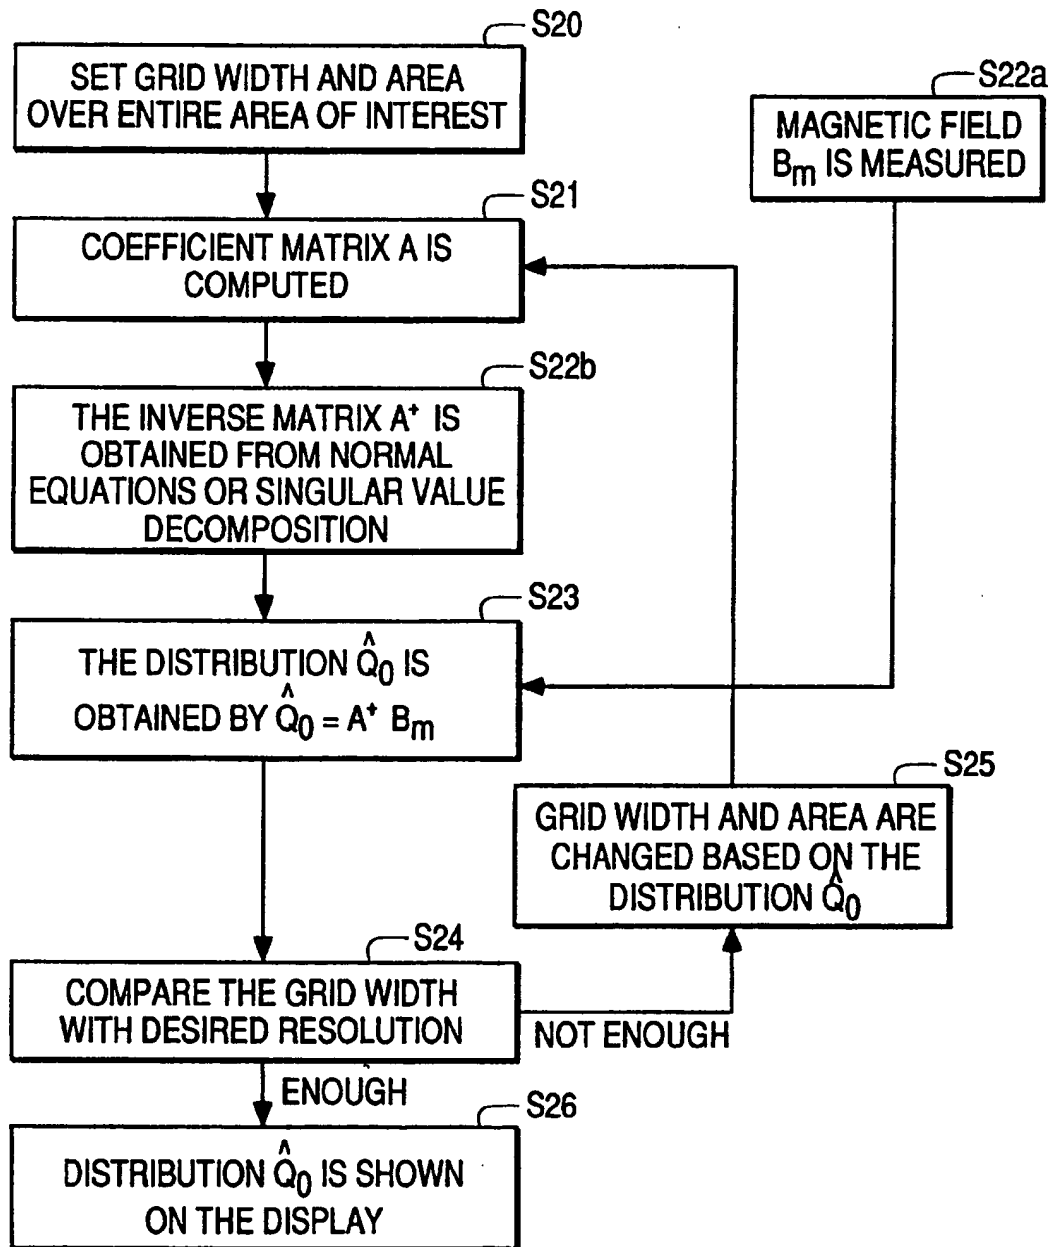 S20
SET GRID WIDTH AND AREA
OVER ENTIRE AREA OF INTEREST
S22a
MAGNETIC FIELD
Bm IS MEASURED
S21
COEFFICIENT MATRIX A IS
COMPUTED
S22b
THE INVERSE MATRIX A⁺ IS
OBTAINED FROM NORMAL
EQUATIONS OR SINGULAR VALUE
DECOMPOSITION
S23
THE DISTRIBUTION Q̂₀ IS
OBTAINED BY Q̂₀ = A⁺ Bm
S25
GRID WIDTH AND AREA ARE
CHANGED BASED ON THE
DISTRIBUTION Q̂₀
S24
COMPARE THE GRID WIDTH
WITH DESIRED RESOLUTION
NOT ENOUGH
ENOUGH
S26
DISTRIBUTION Q̂₀ IS SHOWN
ON THE DISPLAY